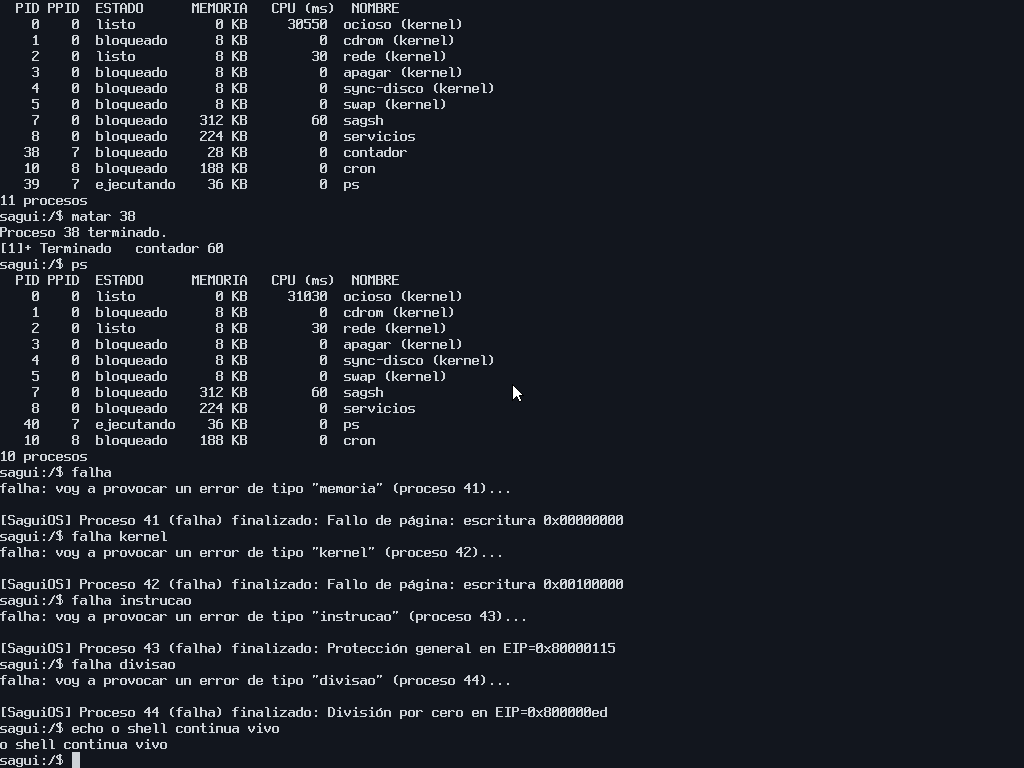 PID PPID  ESTADO      MEMORIA   CPU (ms)  NOMBRE
0    0  listo          0 KB     30550  ocioso (kernel)
1    0  bloqueado      8 KB         0  cdrom (kernel)
2    0  listo          8 KB        30  rede (kernel)
3    0  bloqueado      8 KB         0  apagar (kernel)
4    0  bloqueado      8 KB         0  sync-disco (kernel)
5    0  bloqueado      8 KB         0  swap (kernel)
7    0  bloqueado    312 KB        60  sagsh
8    0  bloqueado    224 KB         0  servicios
38    7  bloqueado     28 KB         0  contador
10    8  bloqueado    188 KB         0  cron
39    7  ejecutando    36 KB         0  ps
11 procesos
sagui:/$ matar 38
Proceso 38 terminado.
[1]+ Terminado   contador 60
sagui:/$ ps
PID PPID  ESTADO      MEMORIA   CPU (ms)  NOMBRE
0    0  listo          0 KB     31030  ocioso (kernel)
1    0  bloqueado      8 KB         0  cdrom (kernel)
2    0  listo          8 KB        30  rede (kernel)
3    0  bloqueado      8 KB         0  apagar (kernel)
4    0  bloqueado      8 KB         0  sync-disco (kernel)
5    0  bloqueado      8 KB         0  swap (kernel)
7    0  bloqueado    312 KB        60  sagsh
8    0  bloqueado    224 KB         0  servicios
40    7  ejecutando    36 KB         0  ps
10    8  bloqueado    188 KB         0  cron
10 procesos
sagui:/$ falha
falha: voy a provocar un error de tipo "memoria" (proceso 41)...
[SaguiOS] Proceso 41 (falha) finalizado: Fallo de página: escritura 0x00000000
sagui:/$ falha kernel
falha: voy a provocar un error de tipo "kernel" (proceso 42)...
[SaguiOS] Proceso 42 (falha) finalizado: Fallo de página: escritura 0x00100000
sagui:/$ falha instrucao
falha: voy a provocar un error de tipo "instrucao" (proceso 43)...
[SaguiOS] Proceso 43 (falha) finalizado: Protección general en EIP=0x80000115
sagui:/$ falha divisao
falha: voy a provocar un error de tipo "divisao" (proceso 44)...
[SaguiOS] Proceso 44 (falha) finalizado: División por cero en EIP=0x800000ed
sagui:/$ echo o shell continua vivo
o shell continua vivo
sagui:/$